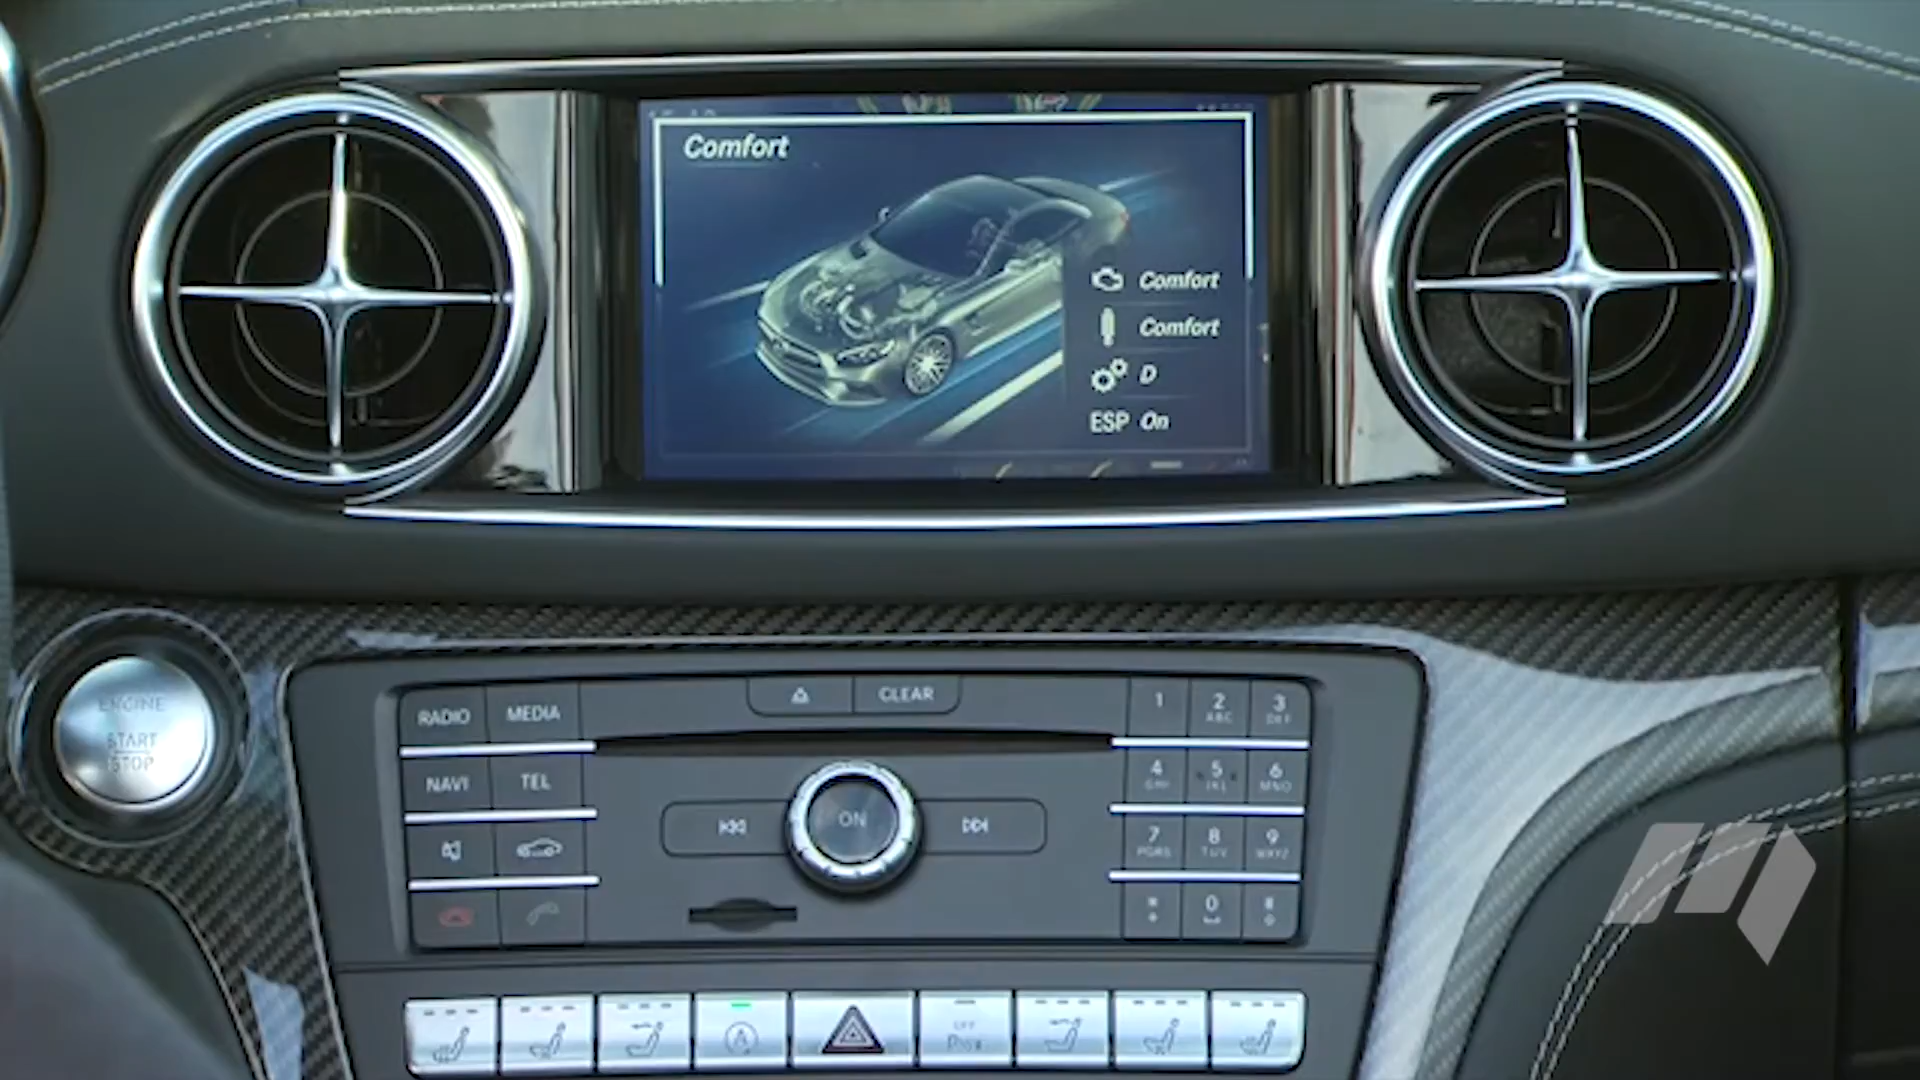 Comfort
Comfort
Comfort
D
ESP On
ENGINE
START
STOP
RADIO
MEDIA
CLEAR
1
2
ABC
3
DEF
NAVI
TEL
4
GHI
5
JKL
6
MNO
ON
7
PQRS
8
TUV
9
WXYZ
*
0
#
A
OFF